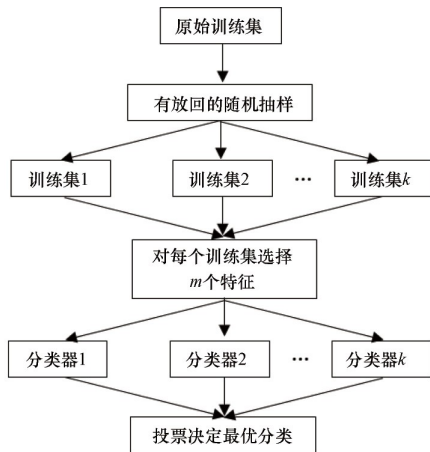 原始训练集
有放回的随机抽样
训练集1
训练集2
···
训练集k
对每个训练集选择
m个特征
分类器1
分类器2
···
分类器k
投票决定最优分类